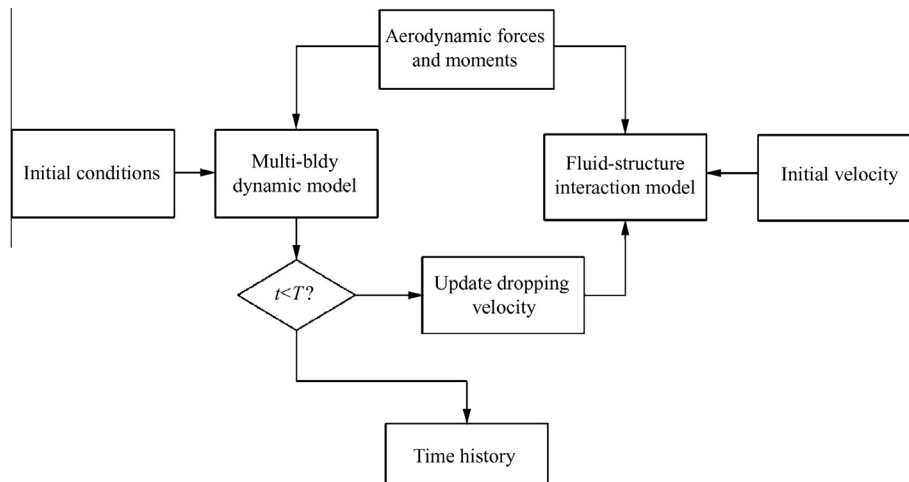 Aerodynamic forces
and moments
Initial conditions
Multi-bldy
dynamic model
Fluid-structure
interaction model
Initial velocity
t<T?
Update dropping
velocity
Time history